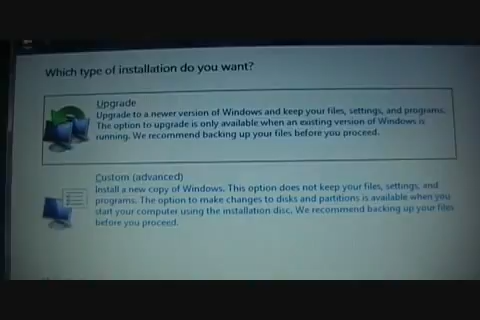 Which type of installation do you want?
Upgrade
Upgrade to a newer version of Windows and keep your files, settings, and programs.
The option to upgrade is only available when an existing version of Windows is
running. We recommend backing up your files before you proceed.
Custom (advanced)
Install a new copy of Windows. This option does not keep your files, settings, and
programs. The option to make changes to disks and partitions is available when you
start your computer using the installation disc. We recommend backing up your files
before you proceed.